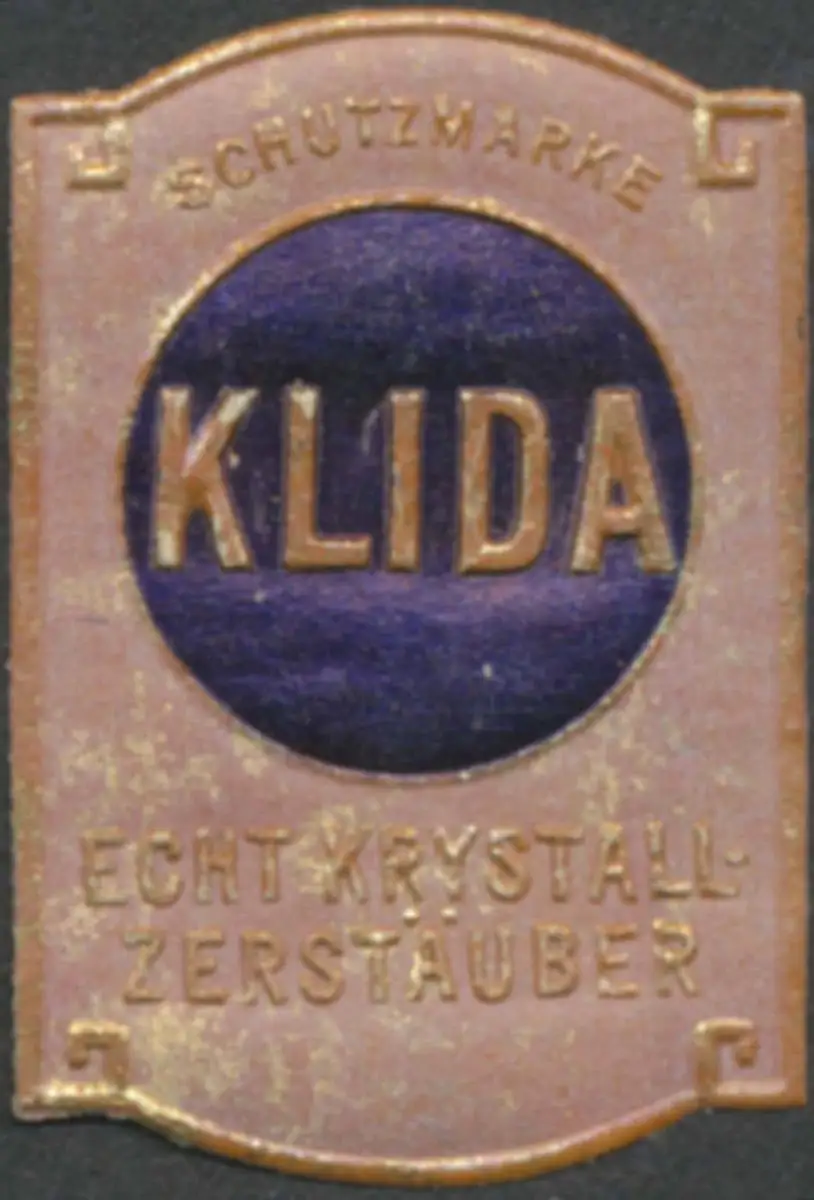 SCHUTZMARKE
KLIDA
ECHT KRYSTALL-
ZERSTÄUBER